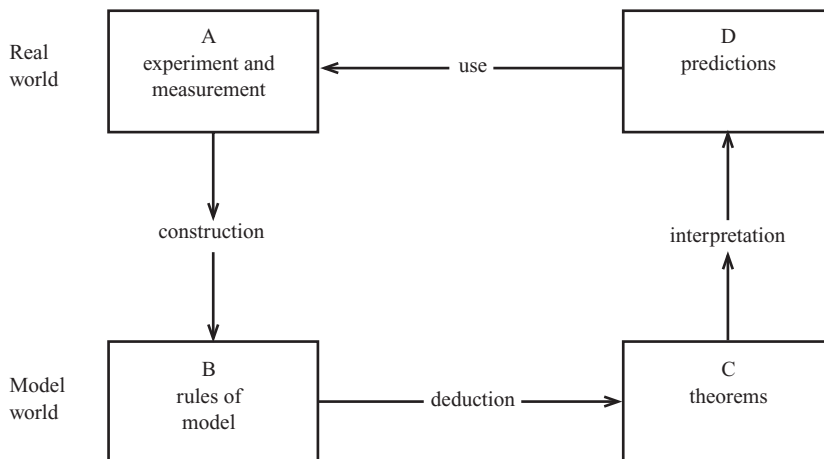 Real
world
A
experiment and
measurement
use
D
predictions
construction
interpretation
Model
world
B
rules of
model
deduction
C
theorems